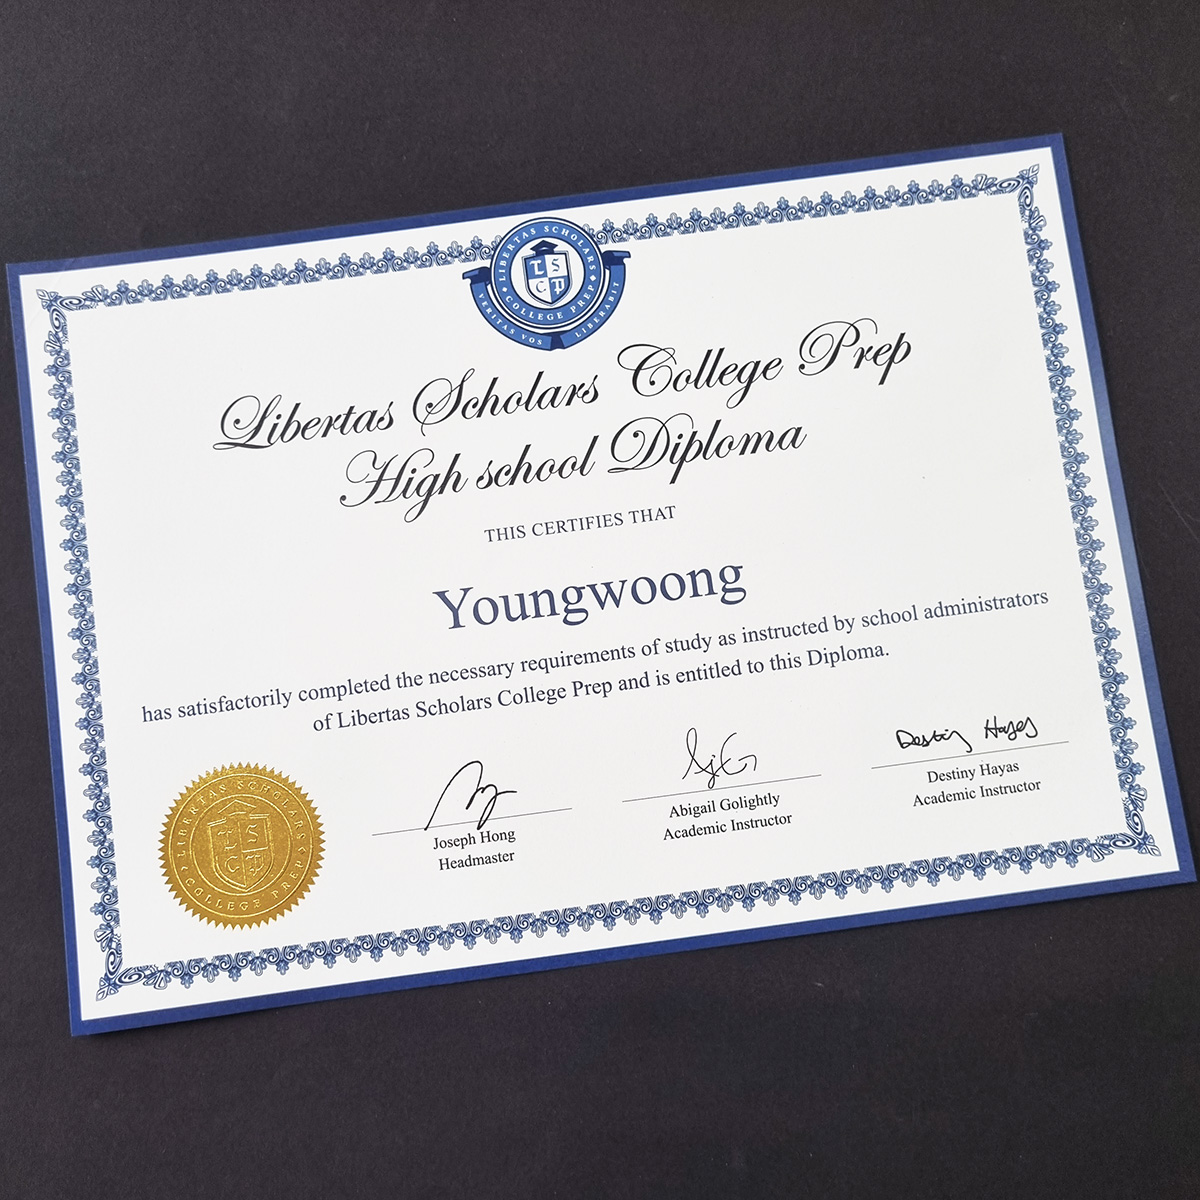 LIBERTAS SCHOLARS
L S
C P
COLLEGE PREP
VERITAS VOS LIBERABIT
Libertas Scholars College Prep
High school Diploma
THIS CERTIFIES THAT
Youngwoong
has satisfactorily completed the necessary requirements of study as instructed by school administrators
of Libertas Scholars College Prep and is entitled to this Diploma.
Destiny Hayes
Joseph Hong
Headmaster
Abigail Golightly
Academic Instructor
Destiny Hayas
Academic Instructor
LIBERTAS SCHOLARS
L S
C P
COLLEGE PREP